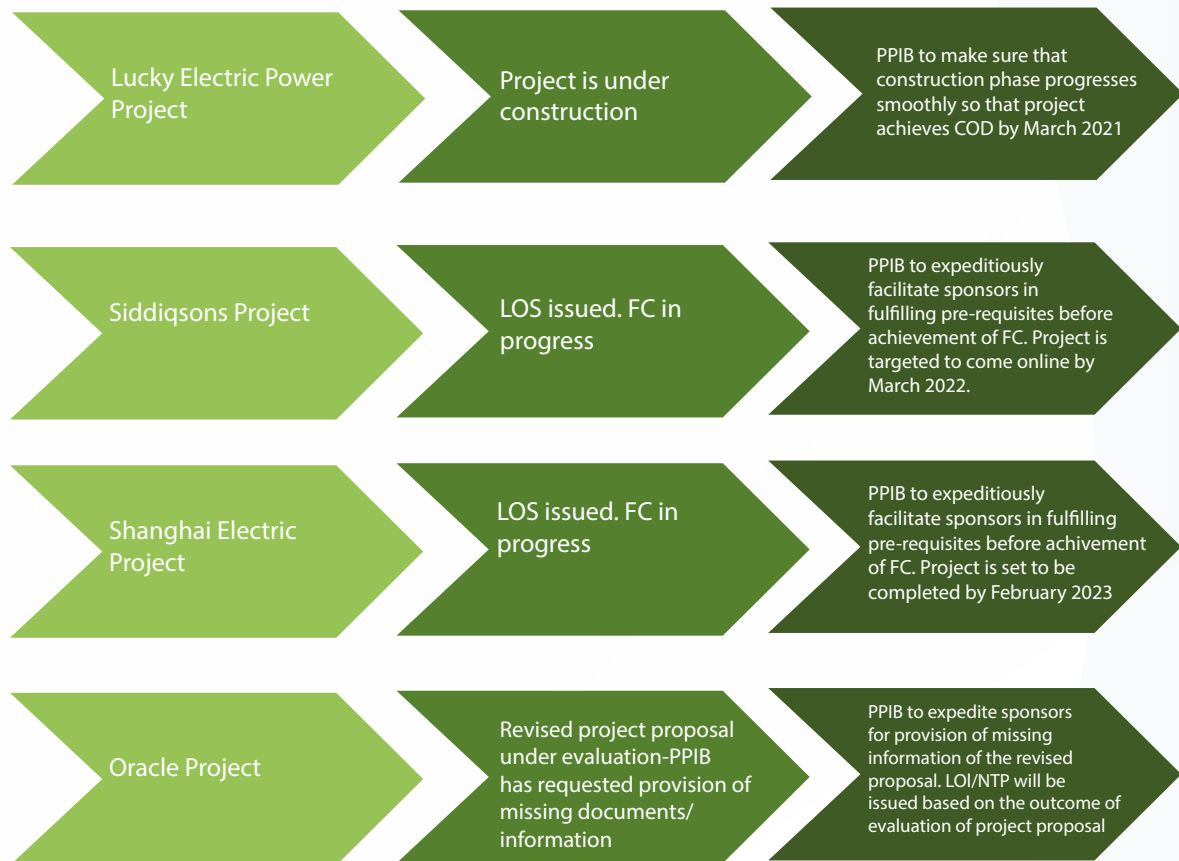 Lucky Electric Power
Project
Project is under
construction
PPIB to make sure that
construction phase progresses
smoothly so that project
achieves COD by March 2021
Siddiqsons Project
LOS issued. FC in
progress
PPIB to expeditiously
facilitate sponsors in
fulfilling pre-requisites before
achievement of FC. Project is
targeted to come online by
March 2022.
Shanghai Electric
Project
LOS issued. FC in
progress
PPIB to expeditiously
facilitate sponsors in fulfilling
pre-requisites before achivement
of FC. Project is set to be
completed by February 2023
Oracle Project
Revised project proposal
under evaluation-PPIB
has requested provision of
missing documents/
information
PPIB to expedite sponsors
for provision of missing
information of the revised
proposal. LOI/NTP will be
issued based on the outcome of
evaluation of project proposal